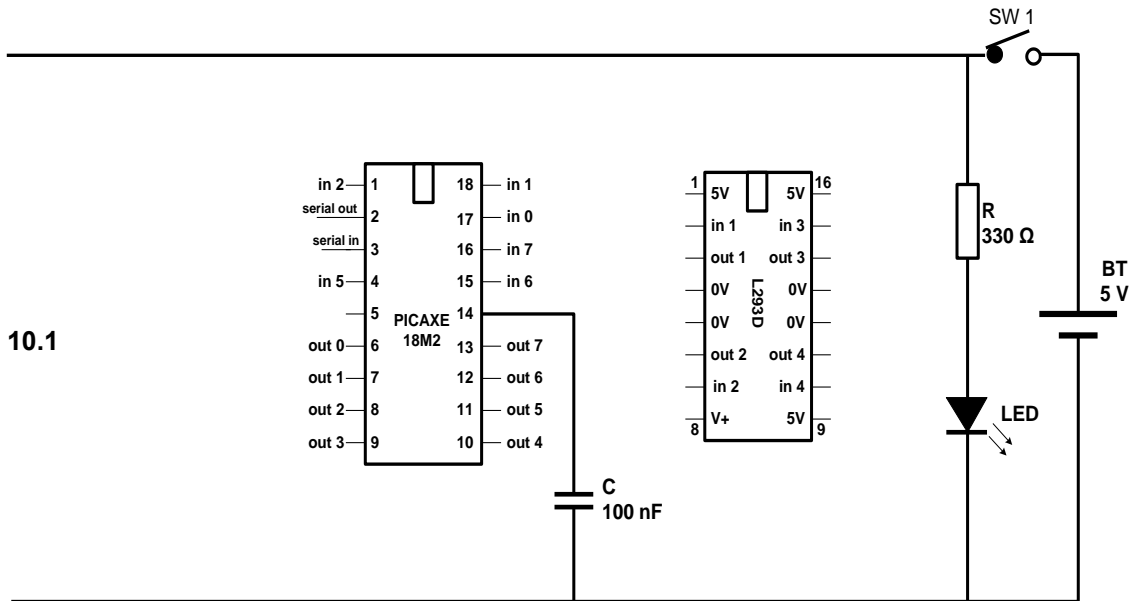 SW 1
in 2 1 18 in 1
serial out 2 17 in 0
serial in 3 16 in 7
in 5 4 15 in 6
5 14
PICAXE
18M2
out 0 6 13 out 7
out 1 7 12 out 6
out 2 8 11 out 5
out 3 9 10 out 4
1 5V 5V 16
in 1 in 3
out 1 out 3
0V 0V
L293D
0V 0V
out 2 out 4
in 2 in 4
8 V+ 5V 9
R
330 Ω
BT
5 V
10.1
LED
C
100 nF